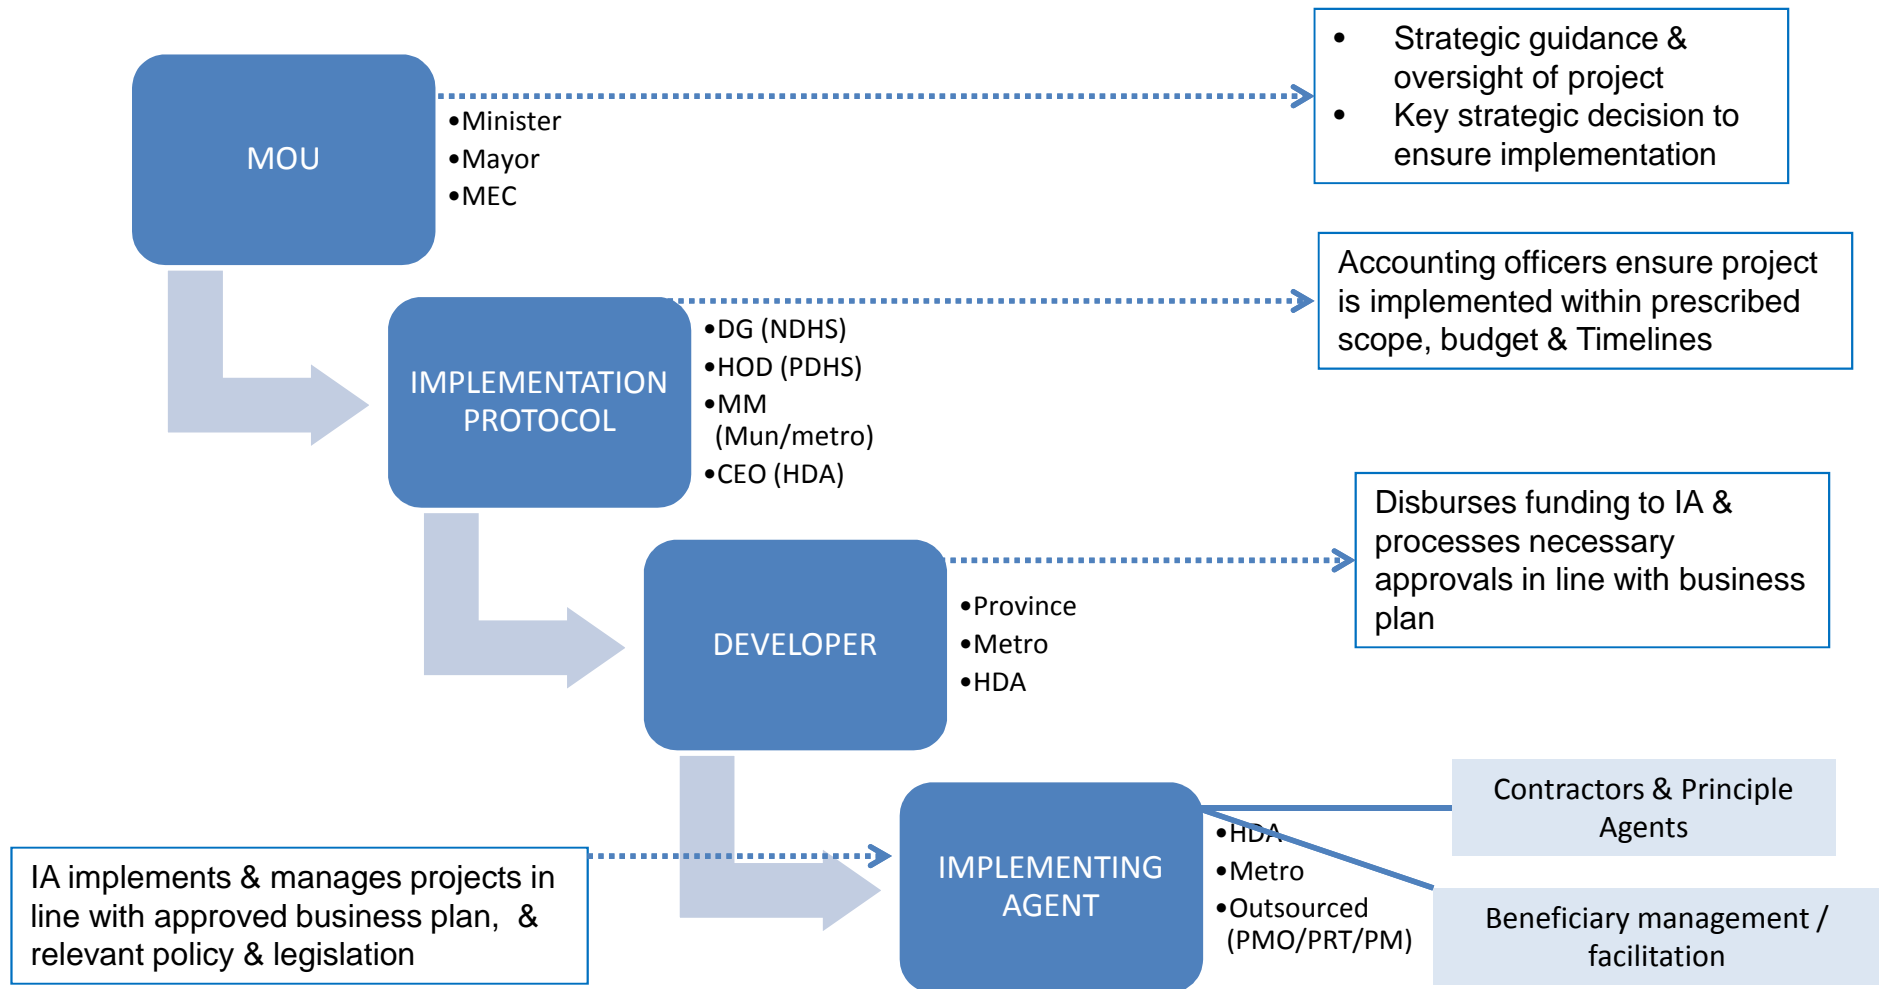 MOU
•Minister
•Mayor
•MEC
• Strategic guidance &
oversight of project
• Key strategic decision to
ensure implementation
IMPLEMENTATION
PROTOCOL
•DG (NDHS)
•HOD (PDHS)
•MM
(Mun/metro)
•CEO (HDA)
Accounting officers ensure project
is implemented within prescribed
scope, budget & Timelines
DEVELOPER
•Province
•Metro
•HDA
Disburses funding to IA &
processes necessary
approvals in line with business
plan
IA implements & manages projects in
line with approved business plan, &
relevant policy & legislation
IMPLEMENTING
AGENT
•HDA
•Metro
•Outsourced
(PMO/PRT/PM)
Contractors & Principle
Agents
Beneficiary management /
facilitation